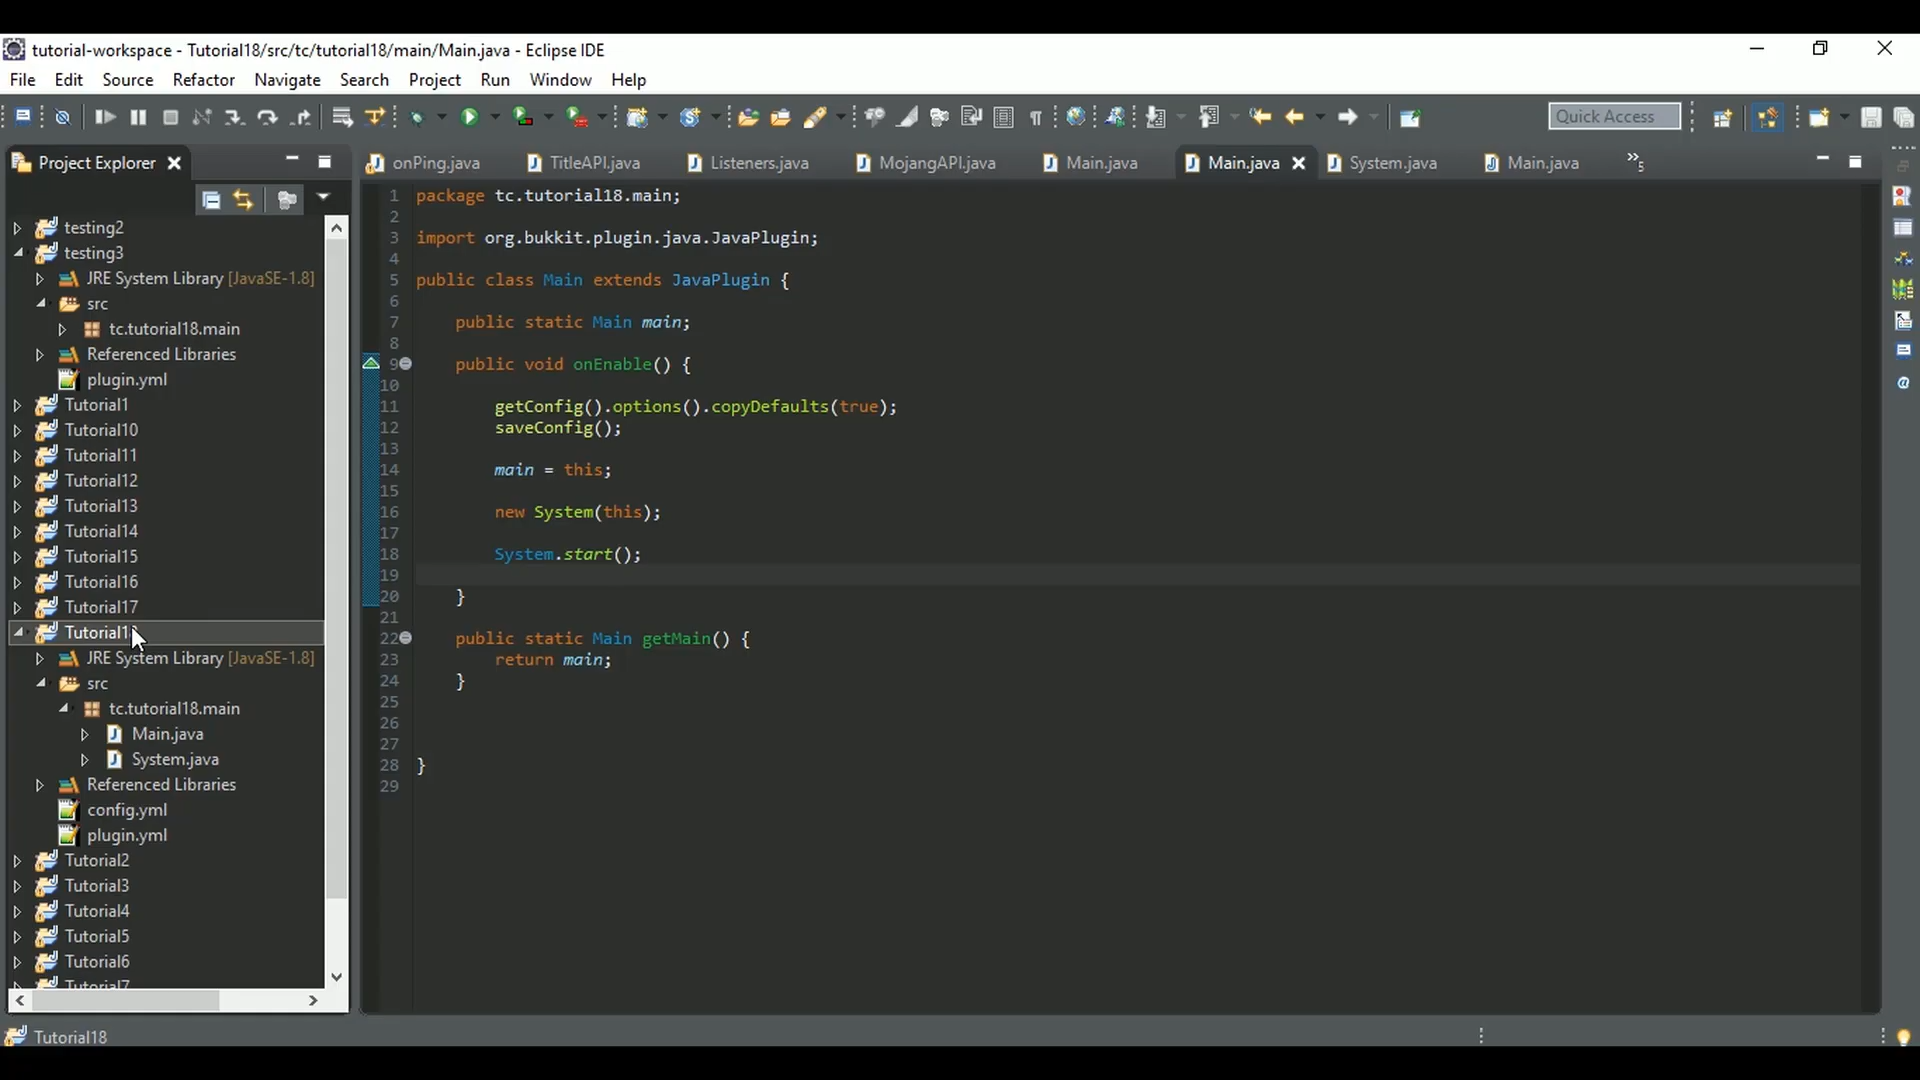 tutorial-workspace - Tutorial18/src/tc/tutorial18/main/Main.java - Eclipse IDE
File Edit Source Refactor Navigate Search Project Run Window Help
Quick Access
Project Explorer
testing2
testing3
JRE System Library [JavaSE-1.8]
src
tc.tutorial18.main
Referenced Libraries
plugin.yml
Tutorial1
Tutorial10
Tutorial11
Tutorial12
Tutorial13
Tutorial14
Tutorial15
Tutorial16
Tutorial17
JRE System Library [JavaSE-1.8]
src
tc.tutorial18.main
Main.java
System.java
Referenced Libraries
config.yml
plugin.yml
Tutorial2
Tutorial3
Tutorial4
Tutorial5
Tutorial6
Tutorial7
onPing.java TitleAPI.java Listeners.java MojangAPI.java Main.java Main.java System.java Main.java »5
1 package tc.tutorial18.main;
2
3 import org.bukkit.plugin.java.JavaPlugin;
4
5 public class Main extends JavaPlugin {
6
7 public static Main main;
8
9 public void onEnable() {
10
11 getConfig().options().copyDefaults(true);
12 saveConfig();
13
14 main = this;
15
16 new System(this);
17
18 System.start();
19
20 }
21
22 public static Main getMain() {
23 return main;
24 }
25
26
27
28 }
29
Tutorial18